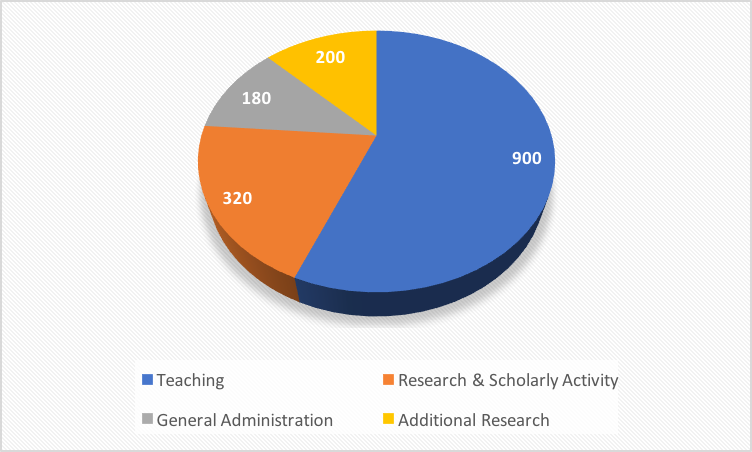 200
180
900
320
Teaching
Research & Scholarly Activity
General Administration
Additional Research